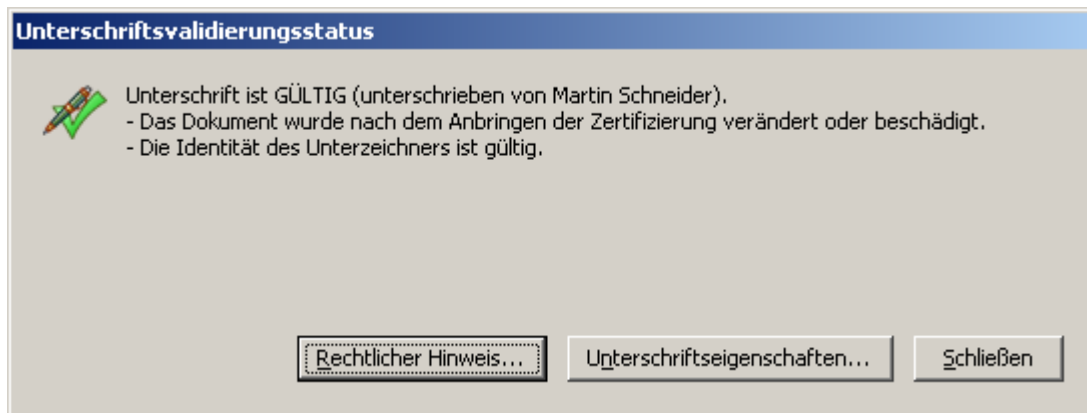 Unterschriftsvalidierungsstatus
Unterschrift ist GÜLTIG (unterschrieben von Martin Schneider).
- Das Dokument wurde nach dem Anbringen der Zertifizierung verändert oder beschädigt.
- Die Identität des Unterzeichners ist gültig.
Rechtlicher Hinweis... Unterschriftseigenschaften... Schließen